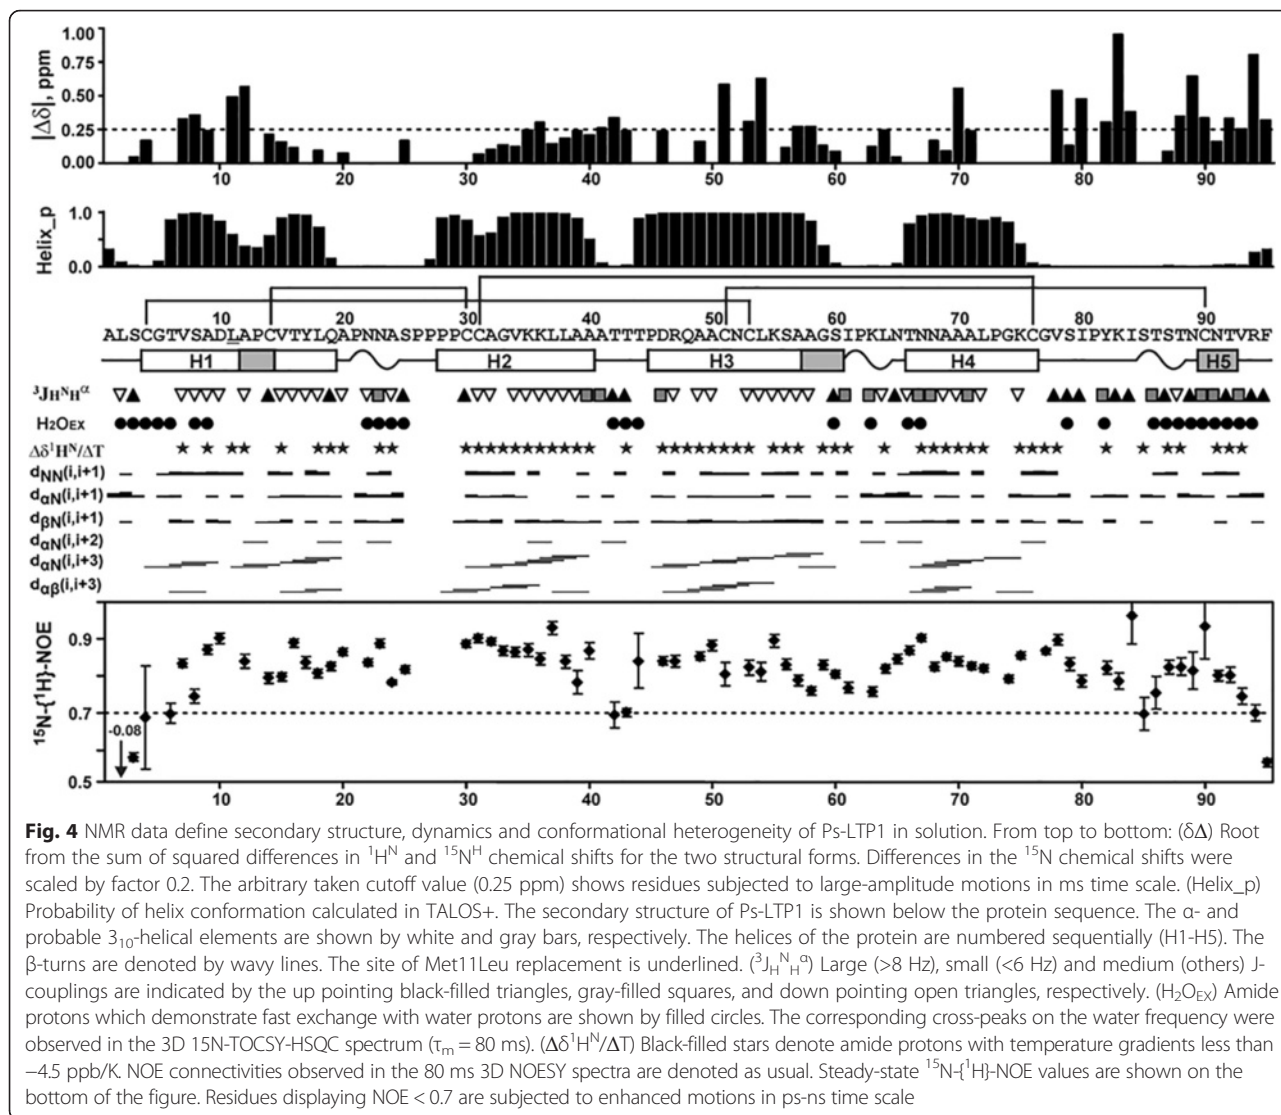 1.00
0.75
0.50
0.25
0.00
|Δδ|, ppm
10 20 30 40 50 60 70 80 90
1.0
0.0
Helix_p
10 20 30 40 50 60 70 80 90
ALSCGTVSADLAPCVTYLQAPNNASPPPPCCAGVKKLLAAATTTPDRQAACNCLKSAAGSIPKLNTNNAAALPGKCGVSIPYKISTSTNCNTVRF
H1 H2 H3 H4 H5
³JHᴺHᵅ
H₂OEX
Δδ¹Hᴺ/ΔT
dNN(i,i+1)
dαN(i,i+1)
dβN(i,i+1)
dαN(i,i+2)
dαN(i,i+3)
dαβ(i,i+3)
0.9
0.7
0.5
¹⁵N-{¹H}-NOE
-0.08
10 20 30 40 50 60 70 80 90
Fig. 4 NMR data define secondary structure, dynamics and conformational heterogeneity of Ps-LTP1 in solution. From top to bottom: (δΔ) Root
from the sum of squared differences in ¹Hᴺ and ¹⁵Nᴴ chemical shifts for the two structural forms. Differences in the ¹⁵N chemical shifts were
scaled by factor 0.2. The arbitrary taken cutoff value (0.25 ppm) shows residues subjected to large-amplitude motions in ms time scale. (Helix_p)
Probability of helix conformation calculated in TALOS+. The secondary structure of Ps-LTP1 is shown below the protein sequence. The α- and
probable 3₁₀-helical elements are shown by white and gray bars, respectively. The helices of the protein are numbered sequentially (H1-H5). The
β-turns are denoted by wavy lines. The site of Met11Leu replacement is underlined. (³JHᴺHᵅ) Large (>8 Hz), small (<6 Hz) and medium (others) J-
couplings are indicated by the up pointing black-filled triangles, gray-filled squares, and down pointing open triangles, respectively. (H₂OEX) Amide
protons which demonstrate fast exchange with water protons are shown by filled circles. The corresponding cross-peaks on the water frequency were
observed in the 3D 15N-TOCSY-HSQC spectrum (τₘ = 80 ms). (Δδ¹Hᴺ/ΔT) Black-filled stars denote amide protons with temperature gradients less than
−4.5 ppb/K. NOE connectivities observed in the 80 ms 3D NOESY spectra are denoted as usual. Steady-state ¹⁵N-{¹H}-NOE values are shown on the
bottom of the figure. Residues displaying NOE < 0.7 are subjected to enhanced motions in ps-ns time scale